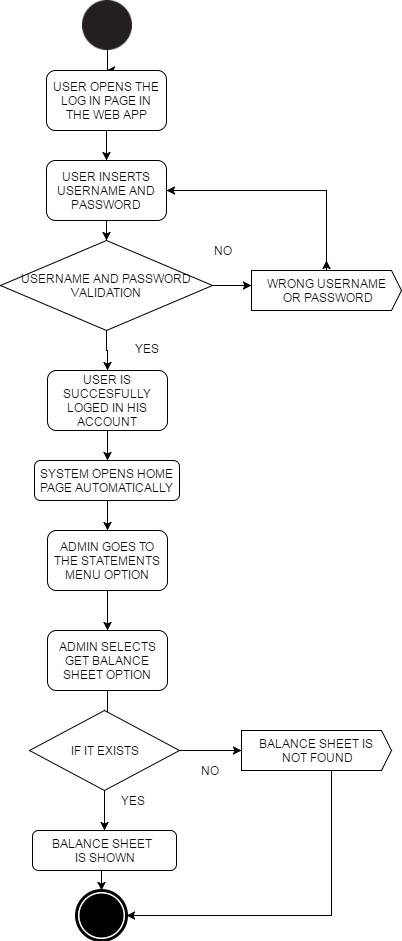 USER OPENS THE
LOG IN PAGE IN
THE WEB APP
USER INSERTS
USERNAME AND
PASSWORD
NO
USERNAME AND PASSWORD
VALIDATION
WRONG USERNAME
OR PASSWORD
YES
USER IS
SUCCESFULLY
LOGED IN HIS
ACCOUNT
SYSTEM OPENS HOME
PAGE AUTOMATICALLY
ADMIN GOES TO
THE STATEMENTS
MENU OPTION
ADMIN SELECTS
GET BALANCE
SHEET OPTION
IF IT EXISTS
BALANCE SHEET IS
NOT FOUND
NO
YES
BALANCE SHEET
IS SHOWN